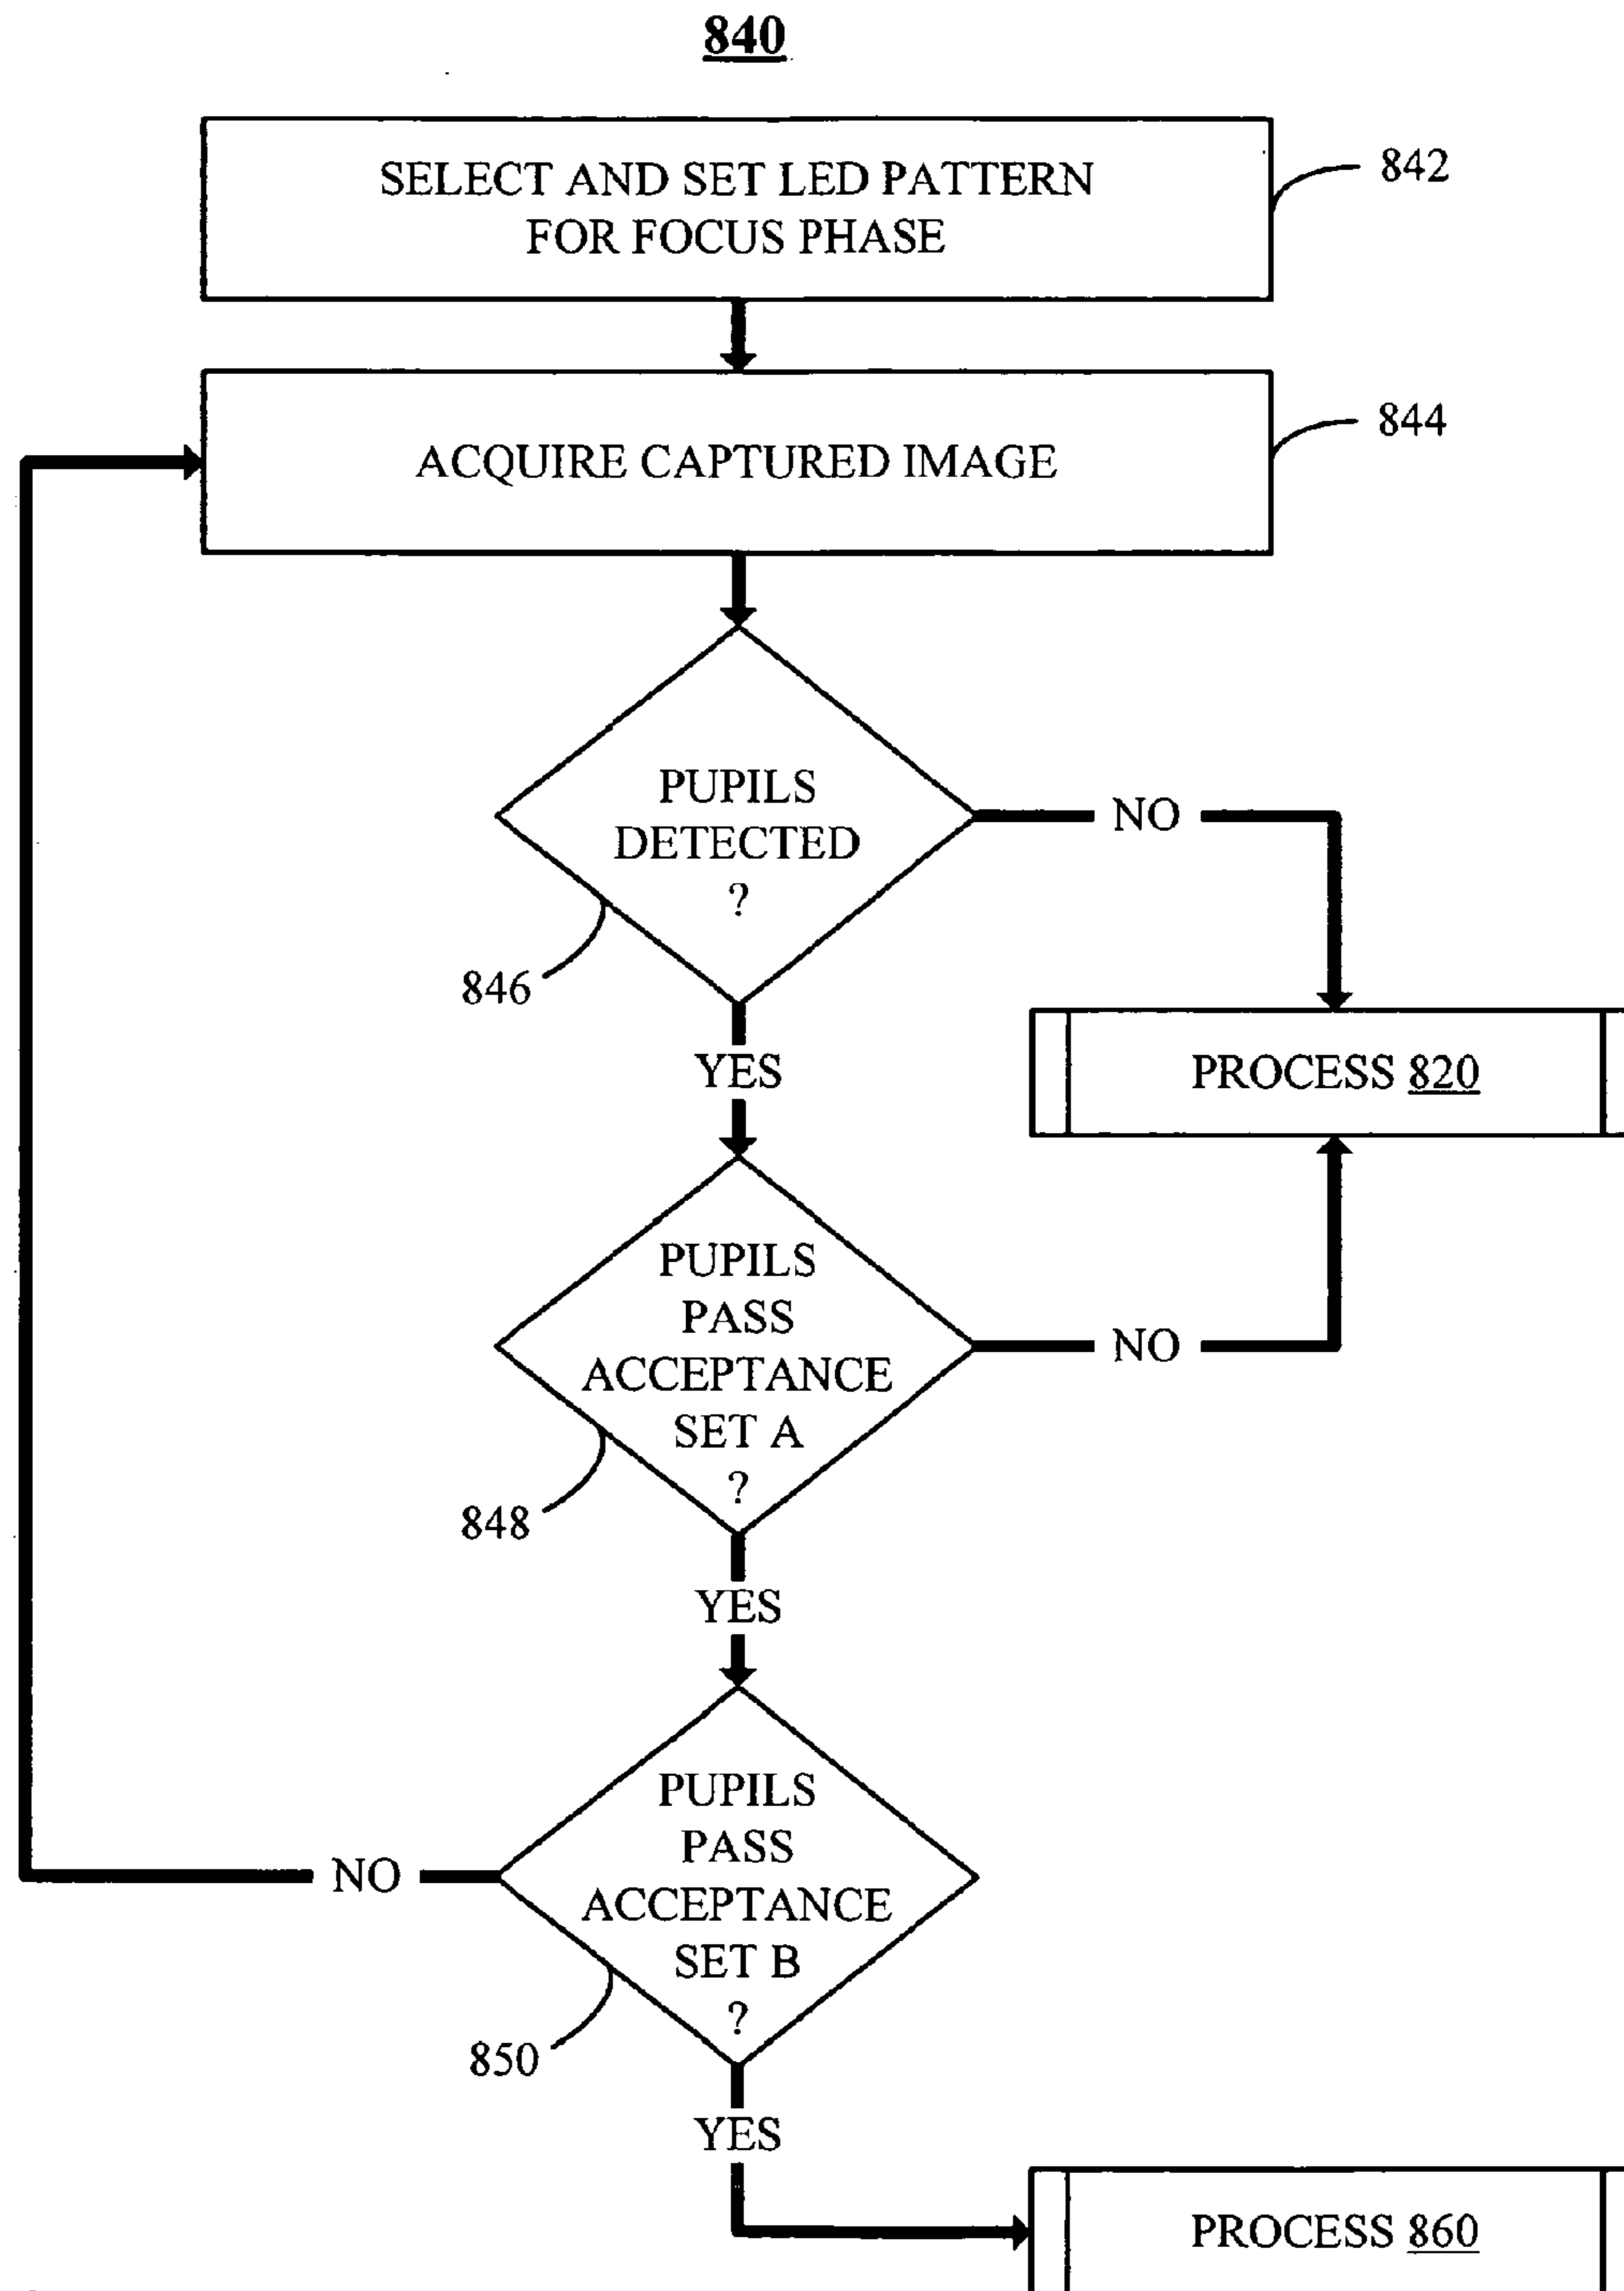 840
SELECT AND SET LED PATTERN
FOR FOCUS PHASE
842
ACQUIRE CAPTURED IMAGE
844
PUPILS
DETECTED
?
846
NO
YES
PROCESS 820
PUPILS
PASS
ACCEPTANCE
SET A
?
848
NO
YES
PUPILS
PASS
ACCEPTANCE
SET B
?
850
NO
YES
PROCESS 860